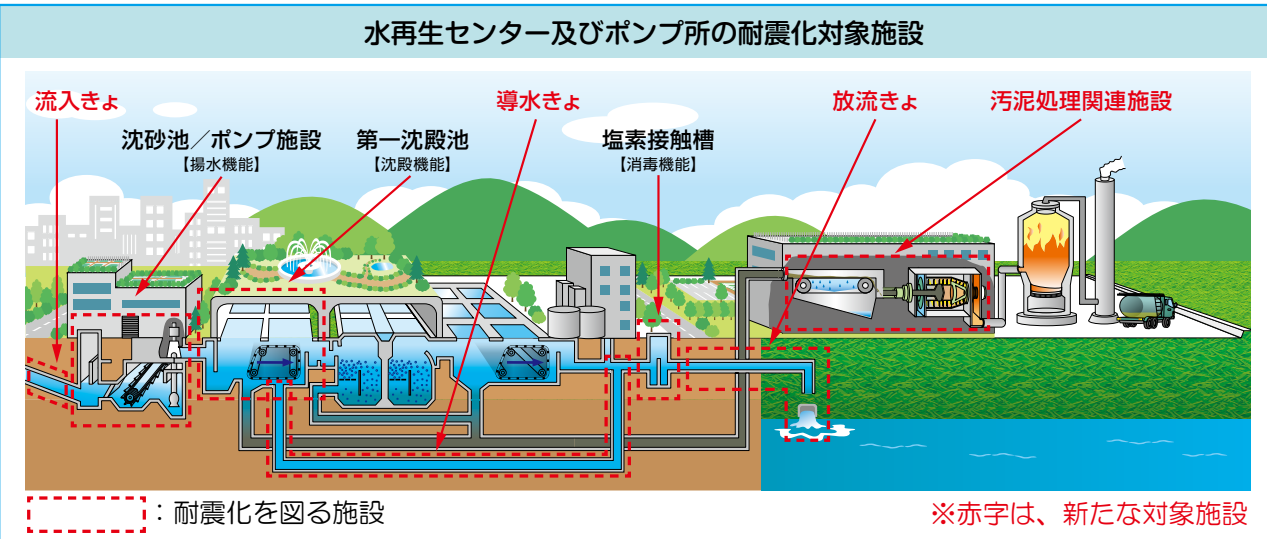 水再生センター及びポンプ所の耐震化対象施設
流入きょ
導水きょ
放流きょ
汚泥処理関連施設
沈砂池／ポンプ施設
【揚水機能】
第一沈殿池
【沈殿機能】
塩素接触槽
【消毒機能】
：耐震化を図る施設
※赤字は、新たな対象施設